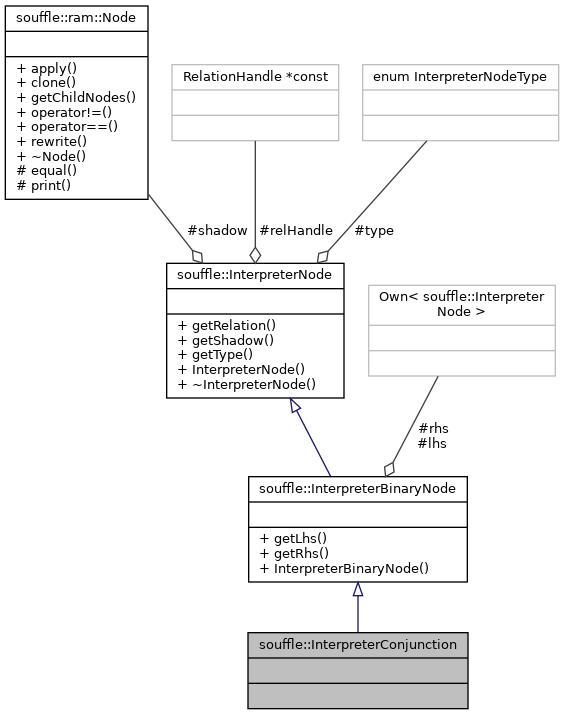 souffle::ram::Node
+ apply()
+ clone()
+ getChildNodes()
+ operator!=()
+ operator==()
+ rewrite()
+ ~Node()
# equal()
# print()
RelationHandle *const
enum InterpreterNodeType
#shadow
#relHandle
#type
souffle::InterpreterNode
+ getRelation()
+ getShadow()
+ getType()
+ InterpreterNode()
+ ~InterpreterNode()
Own< souffle::Interpreter
Node >
#rhs
#lhs
souffle::InterpreterBinaryNode
+ getLhs()
+ getRhs()
+ InterpreterBinaryNode()
souffle::InterpreterConjunction